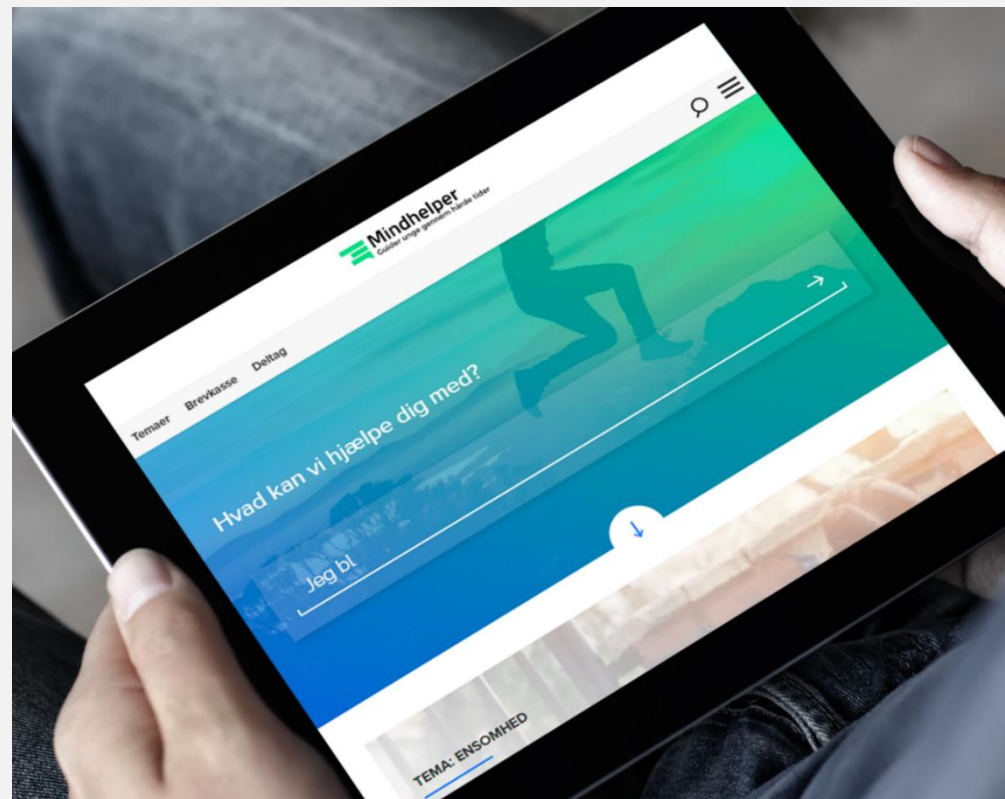 Mindhelper
Guider unge gennem hårde tider
Temaer Brevkasse Deltag
Hvad kan vi hjælpe dig med?
Jeg bl
TEMA: ENSOMHED